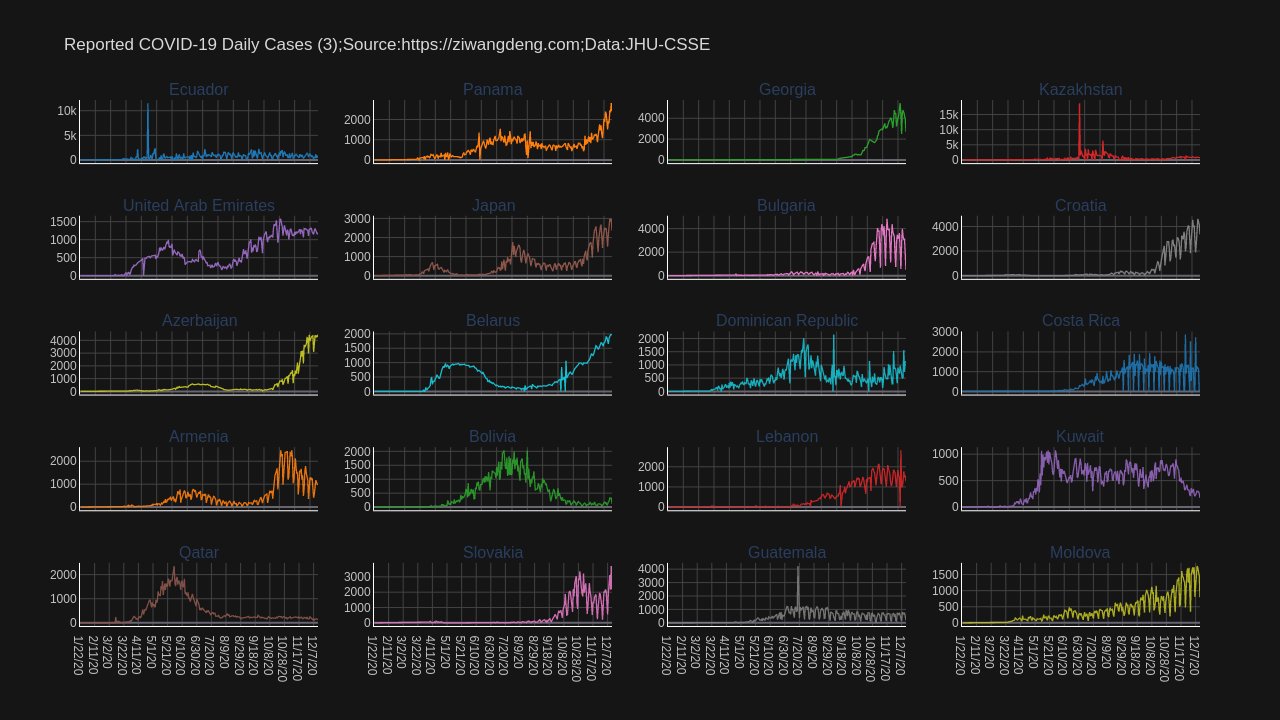 Reported COVID-19 Daily Cases (3);Source:https://ziwangdeng.com;Data:JHU-CSSE
Ecuador
10k
5k
0
Panama
2000
1000
0
Georgia
4000
2000
0
Kazakhstan
15k
10k
5k
0
United Arab Emirates
1500
1000
500
0
Japan
3000
2000
1000
0
Bulgaria
4000
2000
0
Croatia
4000
2000
0
Azerbaijan
4000
3000
2000
1000
0
Belarus
2000
1500
1000
500
0
Dominican Republic
2000
1500
1000
500
0
Costa Rica
3000
2000
1000
0
Armenia
2000
1000
0
Bolivia
2000
1500
1000
500
0
Lebanon
2000
1000
0
Kuwait
1000
500
0
Qatar
2000
1000
0
Slovakia
3000
2000
1000
0
Guatemala
4000
3000
2000
1000
0
Moldova
1500
1000
500
0
1/22/20 2/11/20 3/2/20 3/22/20 4/11/20 5/1/20 5/21/20 6/10/20 6/30/20 7/20/20 8/9/20 8/29/20 9/18/20 10/8/20 10/28/20 11/17/20 12/7/20
1/22/20 2/11/20 3/2/20 3/22/20 4/11/20 5/1/20 5/21/20 6/10/20 6/30/20 7/20/20 8/9/20 8/29/20 9/18/20 10/8/20 10/28/20 11/17/20 12/7/20
1/22/20 2/11/20 3/2/20 3/22/20 4/11/20 5/1/20 5/21/20 6/10/20 6/30/20 7/20/20 8/9/20 8/29/20 9/18/20 10/8/20 10/28/20 11/17/20 12/7/20
1/22/20 2/11/20 3/2/20 3/22/20 4/11/20 5/1/20 5/21/20 6/10/20 6/30/20 7/20/20 8/9/20 8/29/20 9/18/20 10/8/20 10/28/20 11/17/20 12/7/20